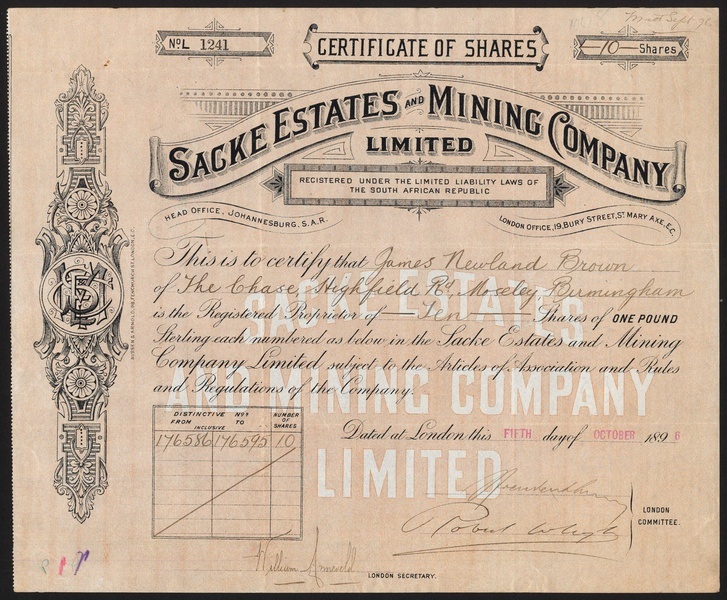 NoL 1241
CERTIFICATE OF SHARES
—10— Shares
SACKE ESTATES AND MINING COMPANY
LIMITED
REGISTERED UNDER THE LIMITED LIABILITY LAWS OF
THE SOUTH AFRICAN REPUBLIC
HEAD OFFICE, JOHANNESBURG. S.A.R.
LONDON OFFICE, 19, BURY STREET, ST MARY AXE, E.C.
This is to certify that James Newland Brown
of The Chase, Highfield Rd, Moseley, Birmingham
is the Registered Proprietor of — Ten — Shares of ONE POUND
Sterling each numbered as below in the Sacke Estates and Mining
Company Limited subject to the Articles of Association and Rules
and Regulations of the Company.
SACKE ESTATES
AND MINING COMPANY
LIMITED
DISTINCTIVE NOS
FROM INCLUSIVE TO
NUMBER OF SHARES
176586 176595 10
Dated at London this FIFTH day of OCTOBER 1896
LONDON
COMMITTEE.
William
LONDON SECRETARY.